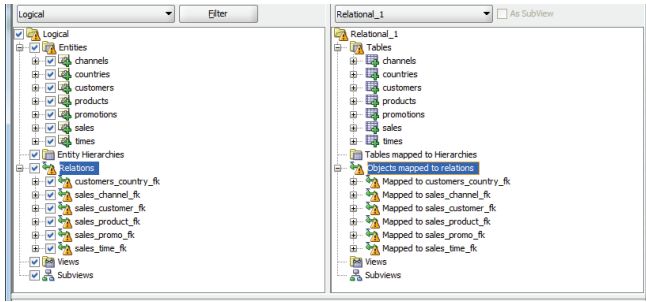 Logical
Filter
Logical
Entities
channels
countries
customers
products
promotions
sales
times
Entity Hierarchies
Relations
customers_country_fk
sales_channel_fk
sales_customer_fk
sales_product_fk
sales_promo_fk
sales_time_fk
Views
Subviews
Relational_1
As SubView
Relational_1
Tables
channels
countries
customers
products
promotions
sales
times
Tables mapped to Hierarchies
Objects mapped to relations
Mapped to customers_country_fk
Mapped to sales_channel_fk
Mapped to sales_customer_fk
Mapped to sales_product_fk
Mapped to sales_promo_fk
Mapped to sales_time_fk
Views
Subviews